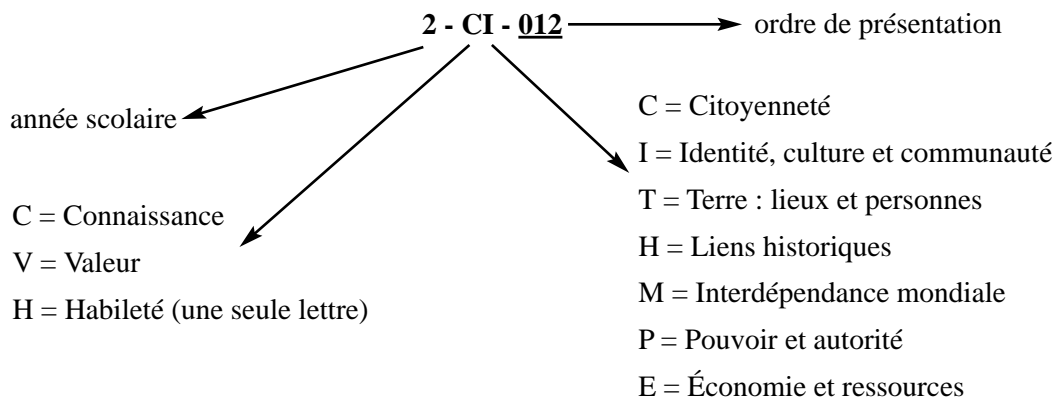 2 - CI - 012
ordre de présentation
année scolaire
C = Connaissance
V = Valeur
H = Habileté (une seule lettre)
C = Citoyenneté
I = Identité, culture et communauté
T = Terre : lieux et personnes
H = Liens historiques
M = Interdépendance mondiale
P = Pouvoir et autorité
E = Économie et ressources